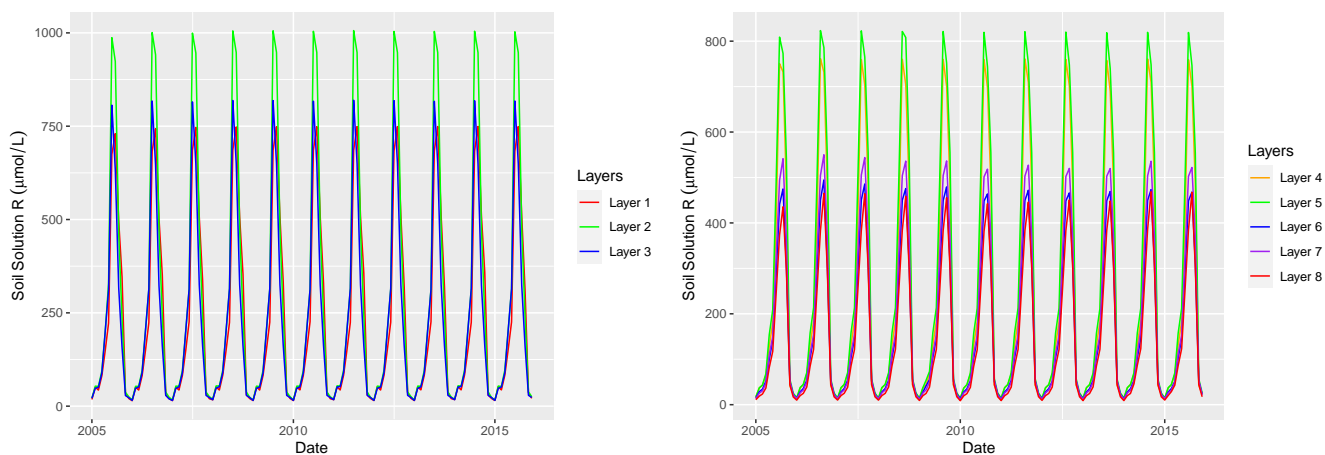 1000
750
500
250
0
Soil Solution R (μmol/L)
2005
2010
2015
Date
Layers
Layer 1
Layer 2
Layer 3
800
600
400
200
0
Soil Solution R (μmol/L)
2005
2010
2015
Date
Layers
Layer 4
Layer 5
Layer 6
Layer 7
Layer 8